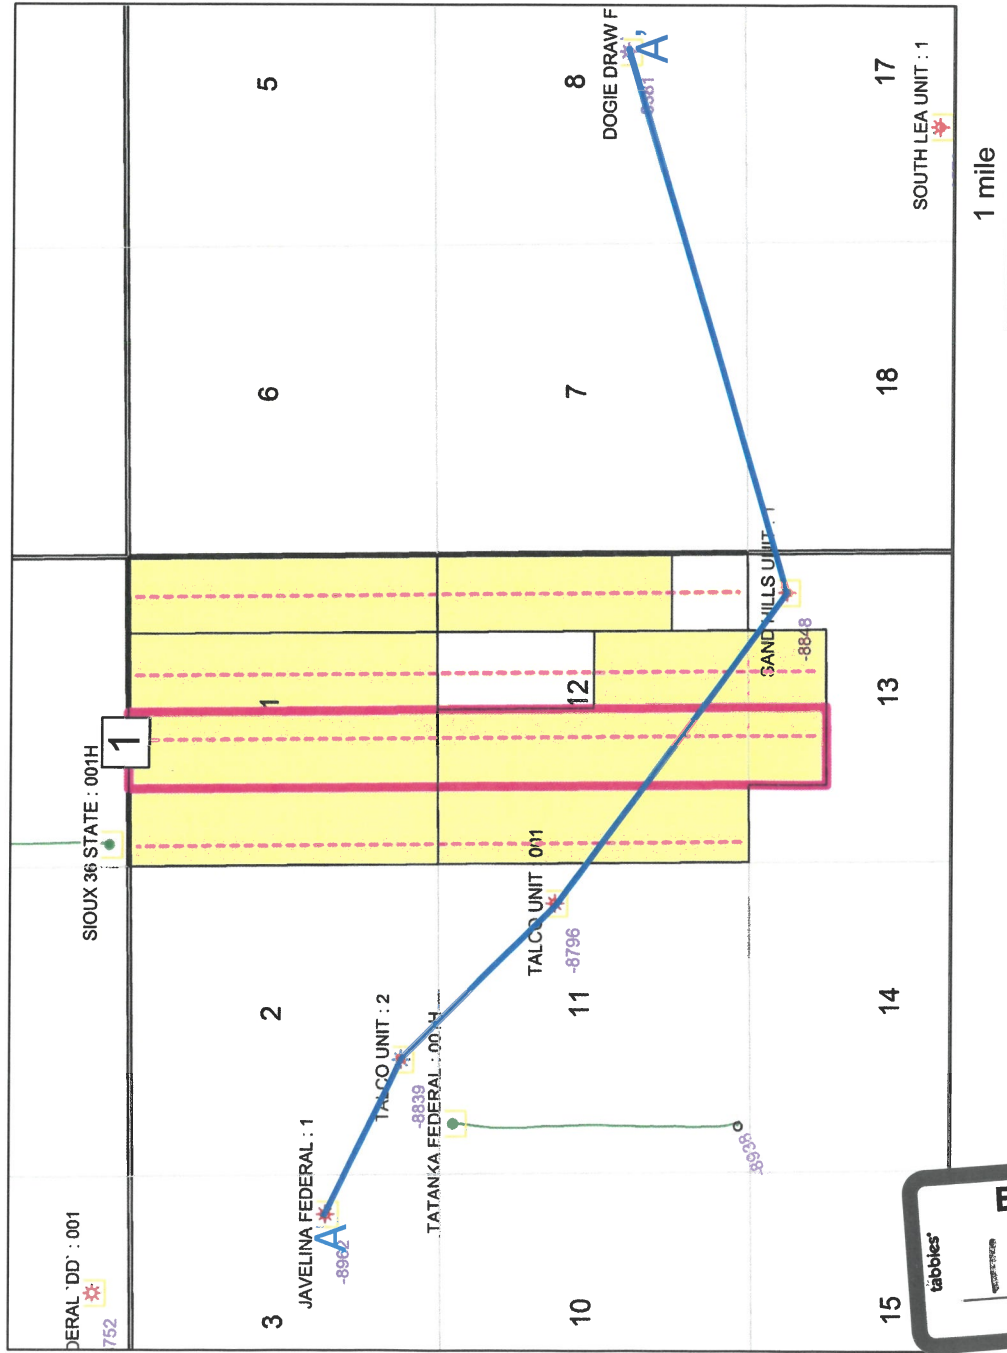 DERAL `DD` : 001
752
SIOUX 36 STATE : 001H
1
3
2
1
6
5
JAVELINA FEDERAL : 1
A
-8962
TALCO UNIT : 2
-8839
TATANKA FEDERAL : 001H
-8938
TALCO UNIT : 001
-8796
DOGIE DRAW F
A'
10
11
12
7
8
SAND HILLS UNIT : 1
-8848
15
14
13
18
17
SOUTH LEA UNIT : 1
1 mile
tabbies®